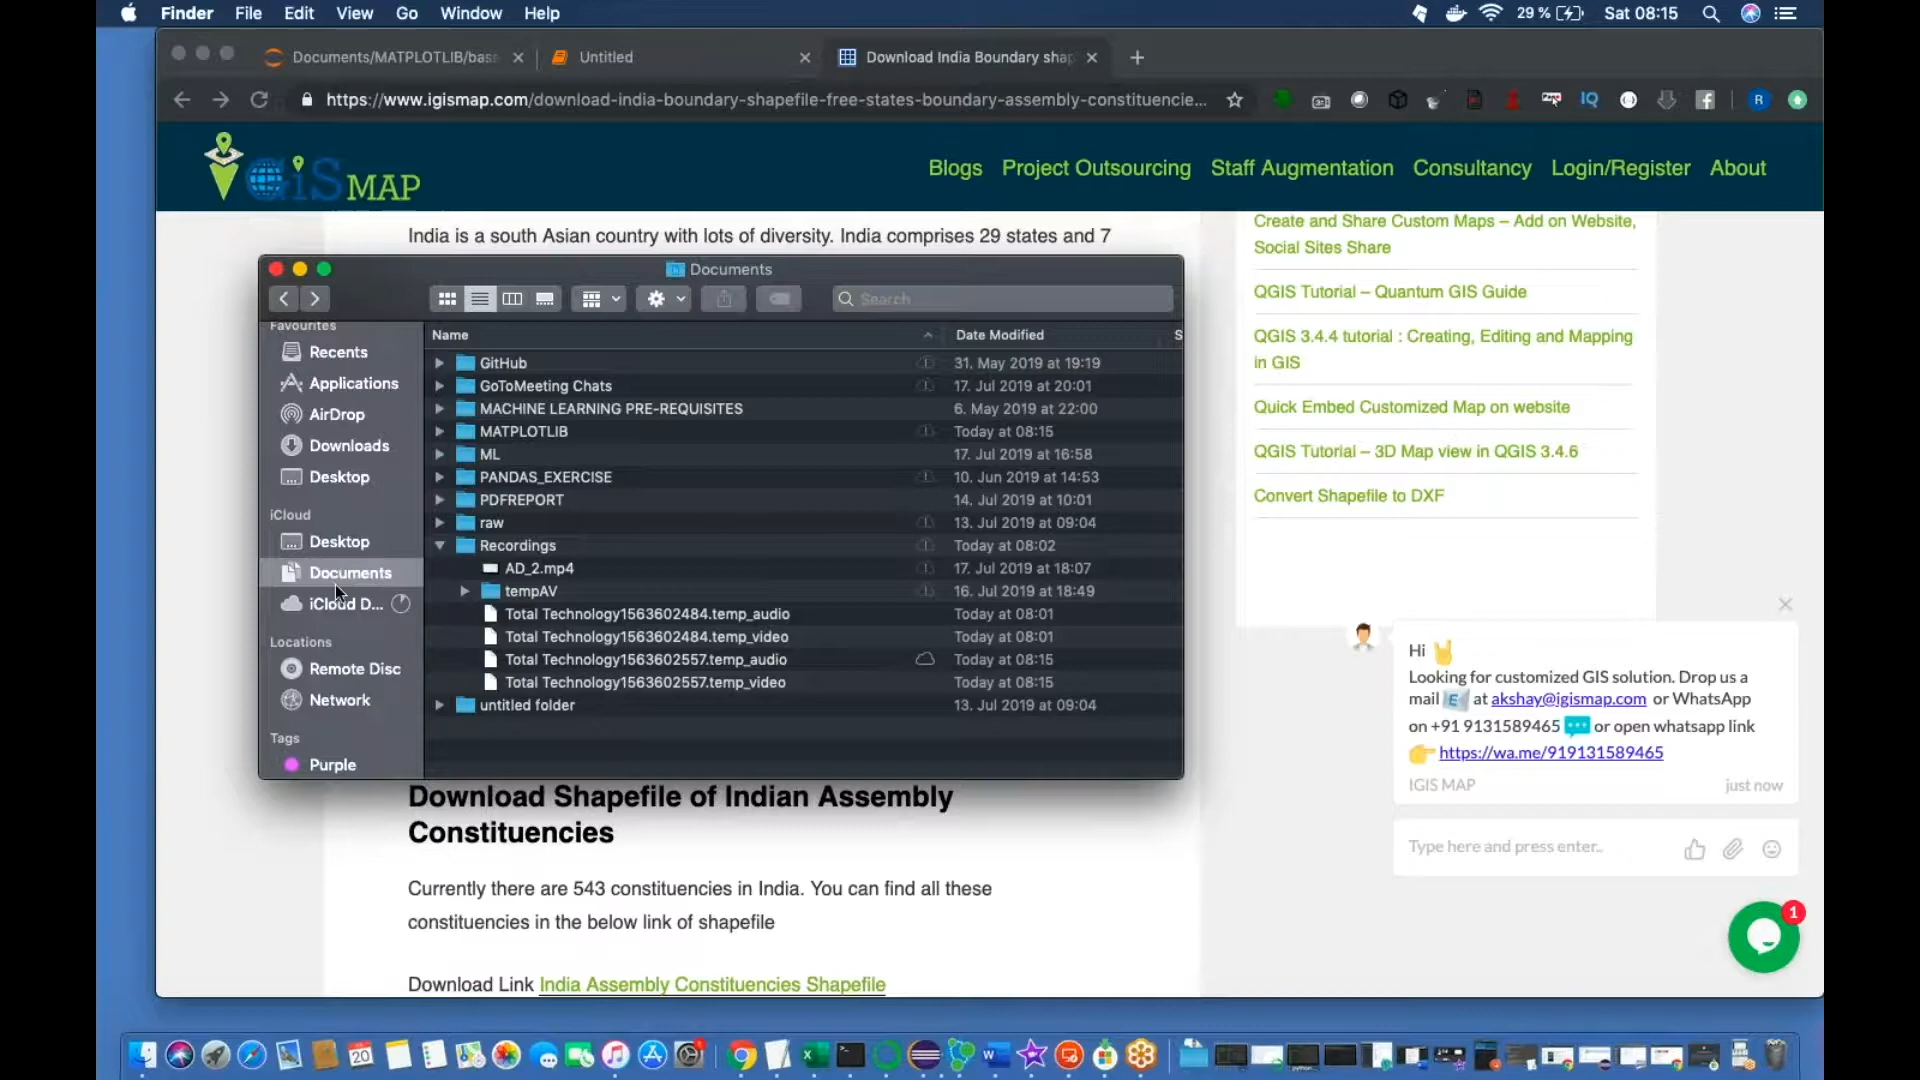 Finder File Edit View Go Window Help
29 % Sat 08:15
Documents/MATPLOTLIB/base
Untitled
Download India Boundary shap
https://www.igismap.com/download-india-boundary-shapefile-free-states-boundary-assembly-constituencie...
IQ
R
GiS MAP
Blogs Project Outsourcing Staff Augmentation Consultancy Login/Register About
India is a south Asian country with lots of diversity. India comprises 29 states and 7
Documents
Search
Favourites
Recents
Applications
AirDrop
Downloads
Desktop
iCloud
Desktop
Documents
iCloud D...
Locations
Remote Disc
Network
Tags
Purple
Name Date Modified S
GitHub 31. May 2019 at 19:19
GoToMeeting Chats 17. Jul 2019 at 20:01
MACHINE LEARNING PRE-REQUISITES 6. May 2019 at 22:00
MATPLOTLIB Today at 08:15
ML 17. Jul 2019 at 16:58
PANDAS_EXERCISE 10. Jun 2019 at 14:53
PDFREPORT 14. Jul 2019 at 10:01
raw 13. Jul 2019 at 09:04
Recordings Today at 08:02
AD_2.mp4 17. Jul 2019 at 18:07
tempAV 16. Jul 2019 at 18:49
Total Technology1563602484.temp_audio Today at 08:01
Total Technology1563602484.temp_video Today at 08:01
Total Technology1563602557.temp_audio Today at 08:15
Total Technology1563602557.temp_video Today at 08:15
untitled folder 13. Jul 2019 at 09:04
Download Shapefile of Indian Assembly
Constituencies
Currently there are 543 constituencies in India. You can find all these
constituencies in the below link of shapefile
Download Link India Assembly Constituencies Shapefile
Create and Share Custom Maps – Add on Website,
Social Sites Share
QGIS Tutorial – Quantum GIS Guide
QGIS 3.4.4 tutorial : Creating, Editing and Mapping
in GIS
Quick Embed Customized Map on website
QGIS Tutorial – 3D Map view in QGIS 3.4.6
Convert Shapefile to DXF
Hi
Looking for customized GIS solution. Drop us a
mail at akshay@igismap.com or WhatsApp
on +91 9131589465 or open whatsapp link
https://wa.me/919131589465
IGIS MAP just now
Type here and press enter..
1
20